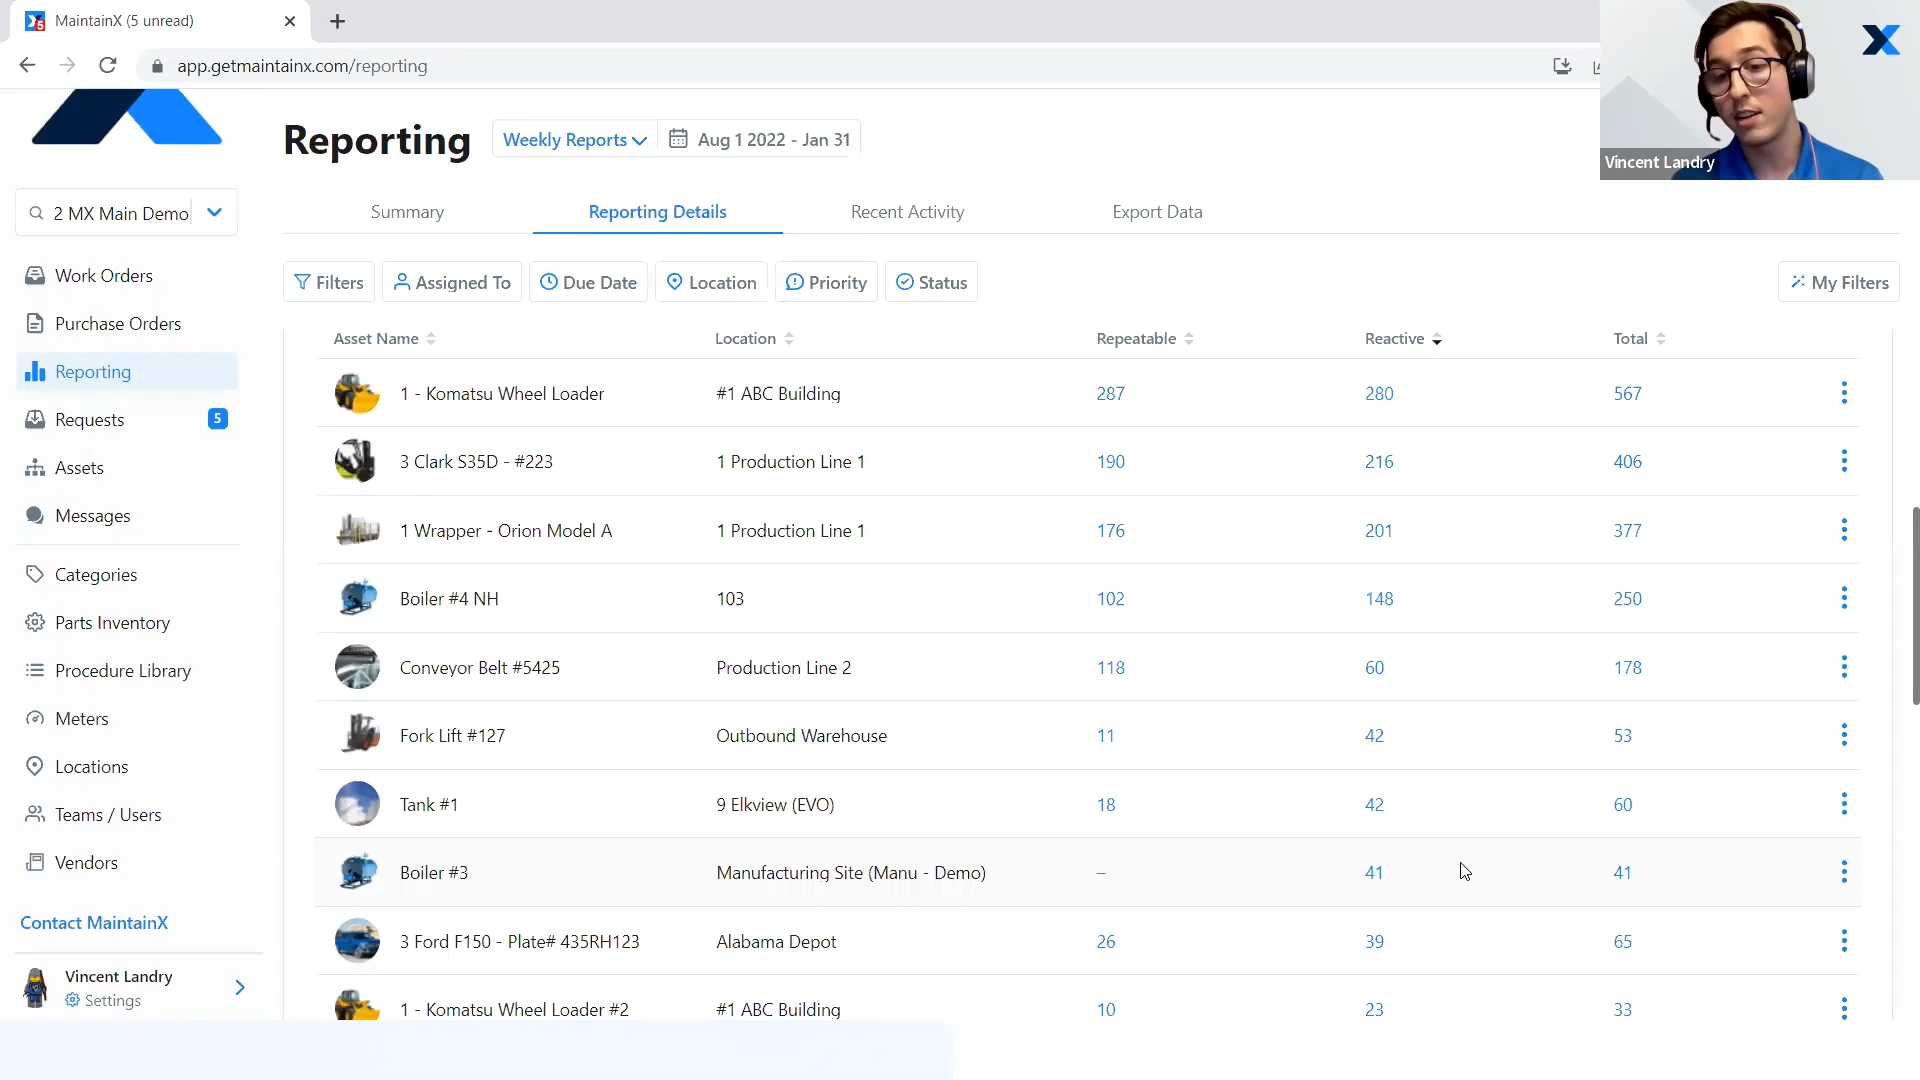 MaintainX (5 unread)
app.getmaintainx.com/reporting
Vincent Landry
Reporting
Weekly Reports
Aug 1 2022 - Jan 31
2 MX Main Demo
Summary
Reporting Details
Recent Activity
Export Data
Filters
Assigned To
Due Date
Location
Priority
Status
My Filters
Work Orders
Purchase Orders
Reporting
Requests 5
Assets
Messages
Categories
Parts Inventory
Procedure Library
Meters
Locations
Teams / Users
Vendors
Contact MaintainX
Vincent Landry
Settings
Asset Name Location Repeatable Reactive Total
1 - Komatsu Wheel Loader #1 ABC Building 287 280 567
3 Clark S35D - #223 1 Production Line 1 190 216 406
1 Wrapper - Orion Model A 1 Production Line 1 176 201 377
Boiler #4 NH 103 102 148 250
Conveyor Belt #5425 Production Line 2 118 60 178
Fork Lift #127 Outbound Warehouse 11 42 53
Tank #1 9 Elkview (EVO) 18 42 60
Boiler #3 Manufacturing Site (Manu - Demo) – 41 41
3 Ford F150 - Plate# 435RH123 Alabama Depot 26 39 65
1 - Komatsu Wheel Loader #2 #1 ABC Building 10 23 33